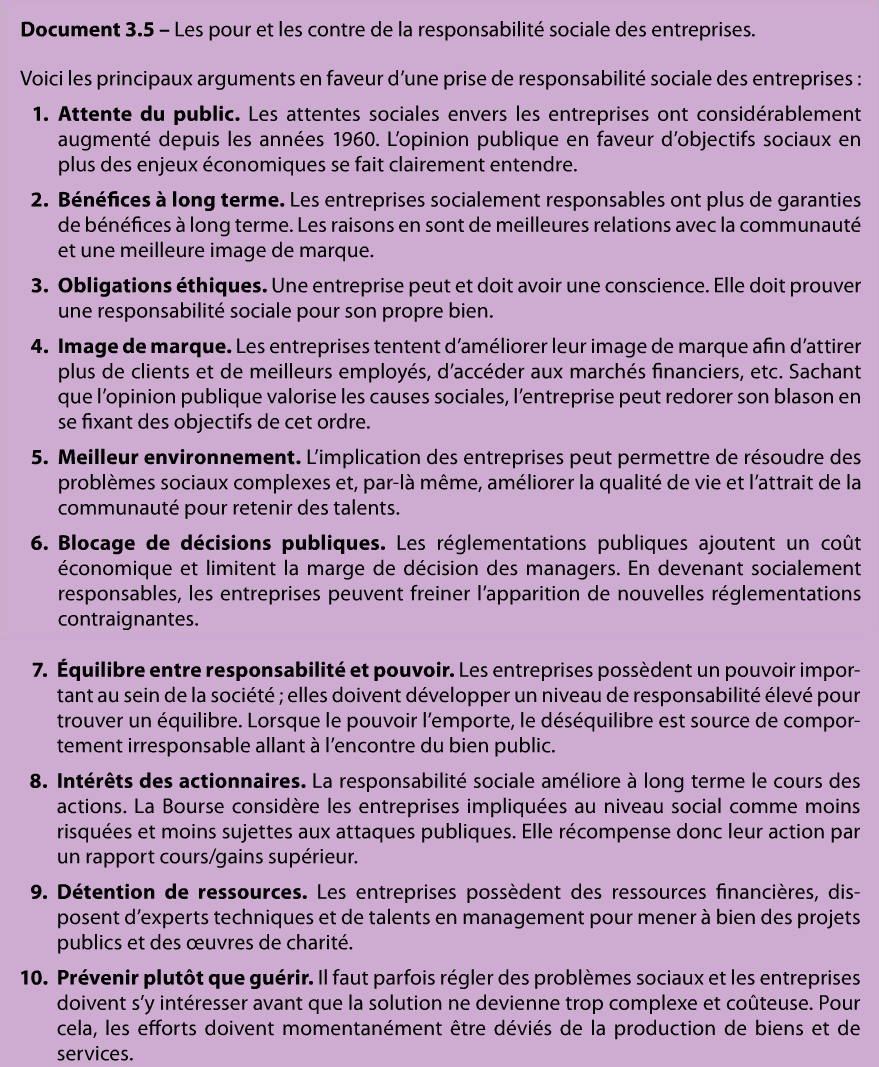 Document 3.5 – Les pour et les contre de la responsabilité sociale des entreprises.
Voici les principaux arguments en faveur d’une prise de responsabilité sociale des entreprises :
1. Attente du public. Les attentes sociales envers les entreprises ont considérablement
augmenté depuis les années 1960. L’opinion publique en faveur d’objectifs sociaux en
plus des enjeux économiques se fait clairement entendre.
2. Bénéfices à long terme. Les entreprises socialement responsables ont plus de garanties
de bénéfices à long terme. Les raisons en sont de meilleures relations avec la communauté
et une meilleure image de marque.
3. Obligations éthiques. Une entreprise peut et doit avoir une conscience. Elle doit prouver
une responsabilité sociale pour son propre bien.
4. Image de marque. Les entreprises tentent d’améliorer leur image de marque afin d’attirer
plus de clients et de meilleurs employés, d’accéder aux marchés financiers, etc. Sachant
que l’opinion publique valorise les causes sociales, l’entreprise peut redorer son blason en
se fixant des objectifs de cet ordre.
5. Meilleur environnement. L’implication des entreprises peut permettre de résoudre des
problèmes sociaux complexes et, par-là même, améliorer la qualité de vie et l’attrait de la
communauté pour retenir des talents.
6. Blocage de décisions publiques. Les réglementations publiques ajoutent un coût
économique et limitent la marge de décision des managers. En devenant socialement
responsables, les entreprises peuvent freiner l’apparition de nouvelles réglementations
contraignantes.
7. Équilibre entre responsabilité et pouvoir. Les entreprises possèdent un pouvoir impor-
tant au sein de la société ; elles doivent développer un niveau de responsabilité élevé pour
trouver un équilibre. Lorsque le pouvoir l’emporte, le déséquilibre est source de compor-
tement irresponsable allant à l’encontre du bien public.
8. Intérêts des actionnaires. La responsabilité sociale améliore à long terme le cours des
actions. La Bourse considère les entreprises impliquées au niveau social comme moins
risquées et moins sujettes aux attaques publiques. Elle récompense donc leur action par
un rapport cours/gains supérieur.
9. Détention de ressources. Les entreprises possèdent des ressources financières, dis-
posent d’experts techniques et de talents en management pour mener à bien des projets
publics et des œuvres de charité.
10. Prévenir plutôt que guérir. Il faut parfois régler des problèmes sociaux et les entreprises
doivent s’y intéresser avant que la solution ne devienne trop complexe et coûteuse. Pour
cela, les efforts doivent momentanément être déviés de la production de biens et de
services.